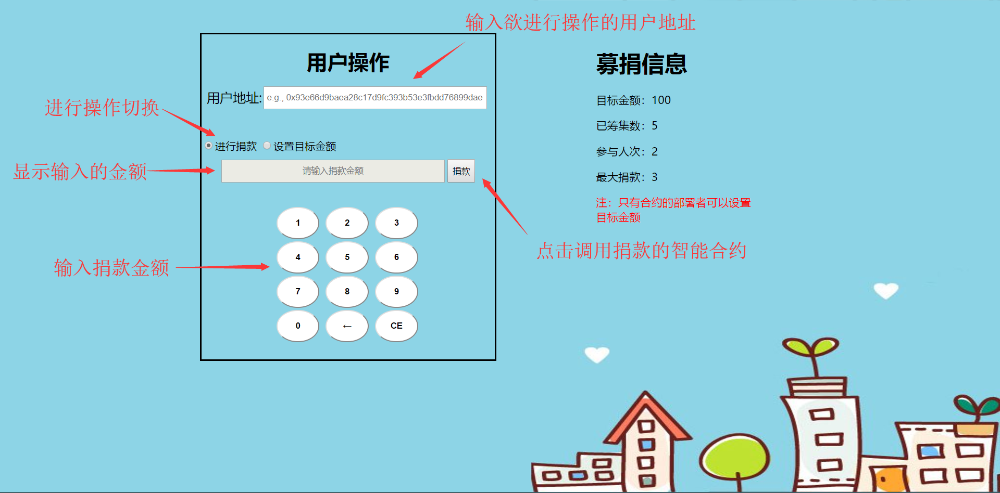 输入欲进行操作的用户地址
用户操作
用户地址: e.g., 0x93e66d9baea28c17d9fc393b53e3fbdd76899dae
进行操作切换
进行捐款 设置目标金额
显示输入的金额
请输入捐款金额 捐款
1 2 3
4 5 6
输入捐款金额
7 8 9
0 ← CE
点击调用捐款的智能合约
募捐信息
目标金额：100
已筹集数：5
参与人次：2
最大捐款：3
注：只有合约的部署者可以设置
目标金额